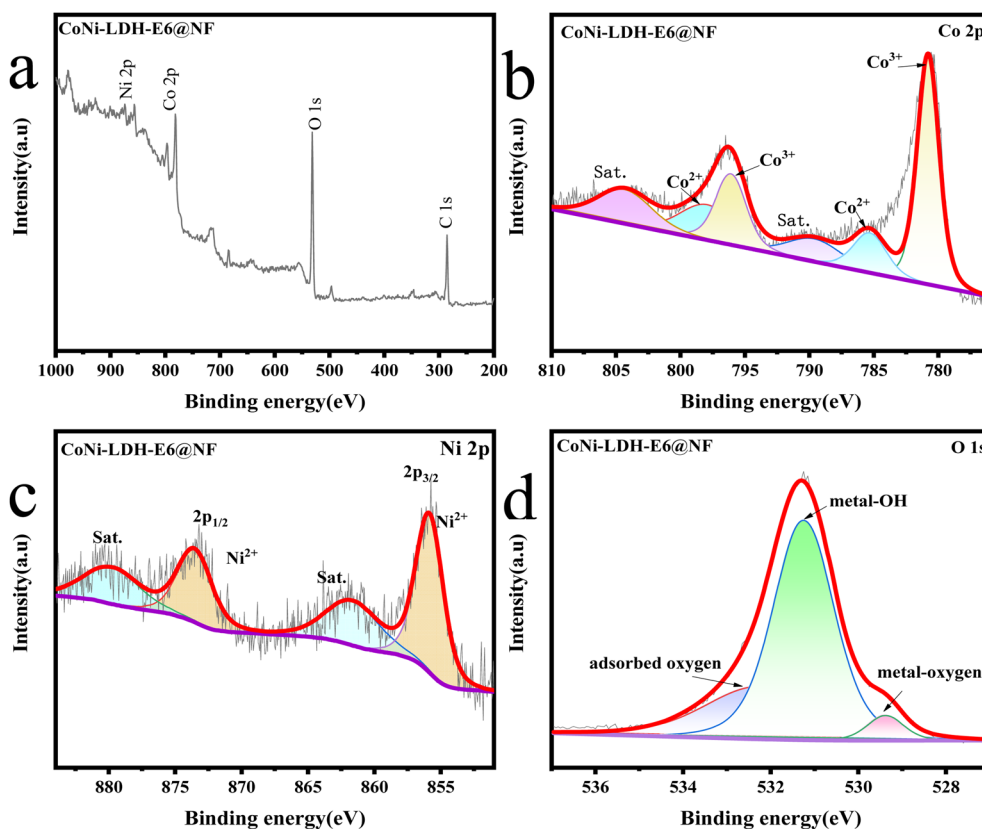 CoNi-LDH-E6@NF
a
Ni 2p
Co 2p
O 1s
C 1s
Intensity(a.u)
1000 900 800 700 600 500 400 300 200
Binding energy(eV)
CoNi-LDH-E6@NF
Co 2p
b
Co3+
Sat.
Co2+
Co3+
Sat.
Co2+
Intensity(a.u)
810 805 800 795 790 785 780
Binding energy(eV)
CoNi-LDH-E6@NF
Ni 2p
c
2p3/2
Ni2+
2p1/2
Ni2+
Sat.
Sat.
Intensity(a.u)
880 875 870 865 860 855
Binding energy(eV)
CoNi-LDH-E6@NF
O 1s
d
metal-OH
adsorbed oxygen
metal-oxygen
Intensity(a.u)
536 534 532 530 528
Binding energy(eV)